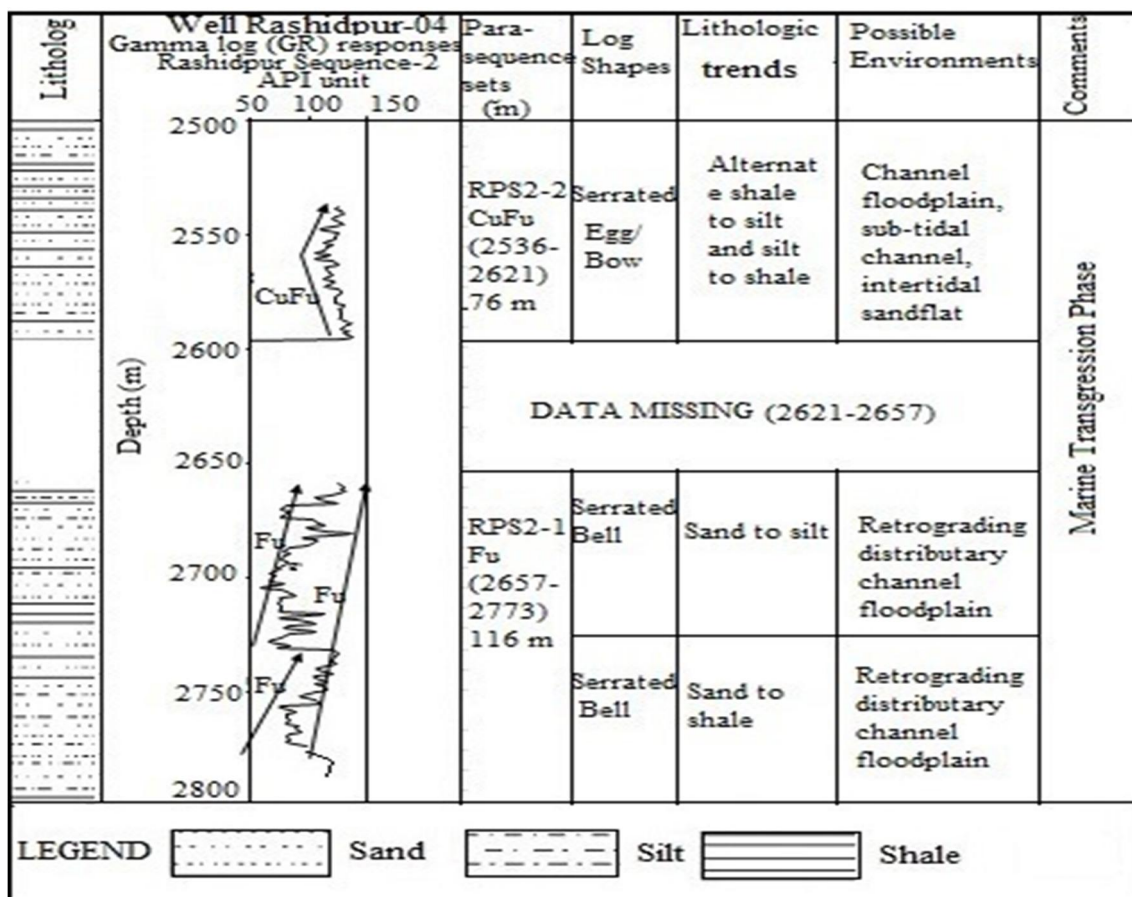 Litholog
Well Rashidpur-04
Gamma log (GR) responses
Rashidpur Sequence-2
API unit
50 100 150
Para-
sequence
sets
(m)
Log
Shapes
Lithologic
trends
Possible
Environments
Comments
Depth (m)
2500
2550
2600
2650
2700
2750
2800
CuFu
Fu
Fu
Fu
RPS2-2
CuFu
(2536-
2621)
76 m
Serrated
Egg/
Bow
Alternat
e shale
to silt
and silt
to shale
Channel
floodplain,
sub-tidal
channel,
intertidal
sandflat
DATA MISSING (2621-2657)
RPS2-1
Fu
(2657-
2773)
116 m
Serrated
Bell
Sand to silt
Retrograding
distributary
channel
floodplain
Serrated
Bell
Sand to
shale
Retrograding
distributary
channel
floodplain
Marine Transgression Phase
LEGEND Sand Silt Shale